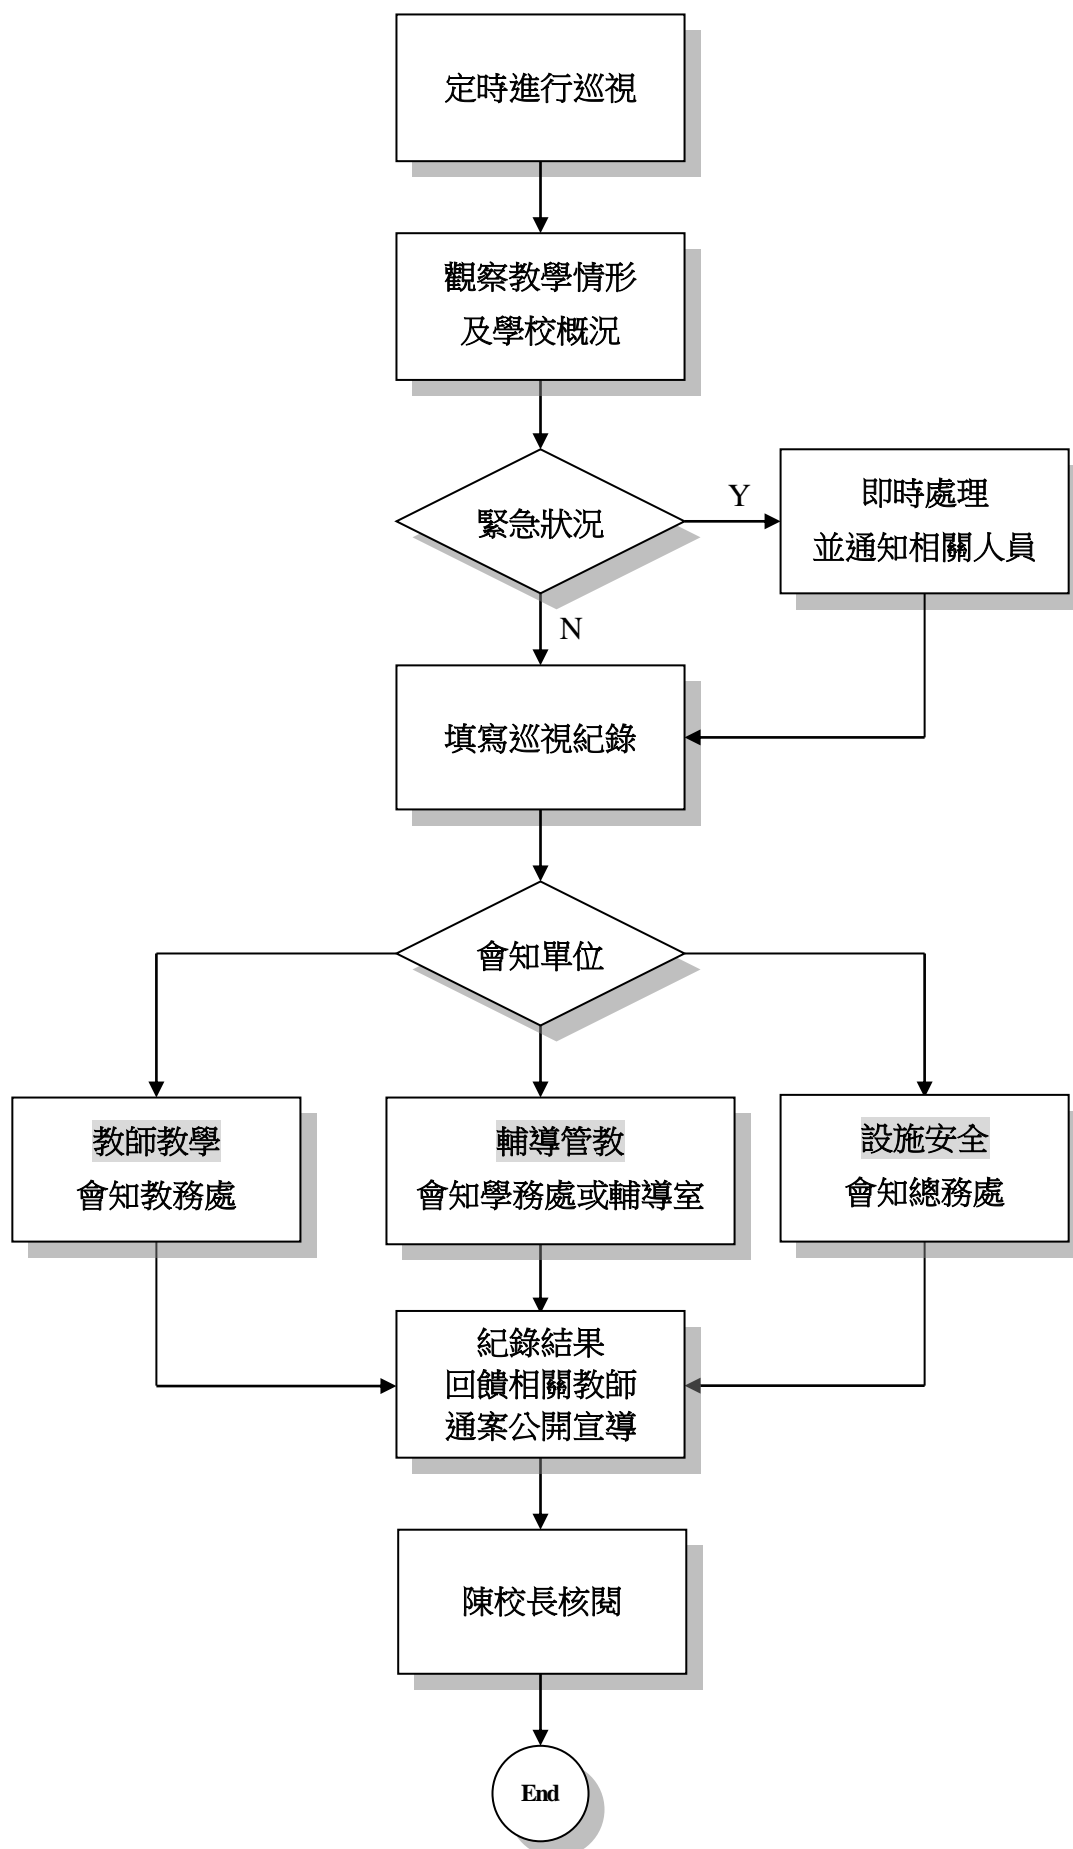 定時進行巡視
觀察教學情形
及學校概況
緊急狀況
Y
即時處理
並通知相關人員
N
填寫巡視紀錄
會知單位
教師教學
會知教務處
輔導管教
會知學務處或輔導室
設施安全
會知總務處
紀錄結果
回饋相關教師
通案公開宣導
陳校長核閱
End